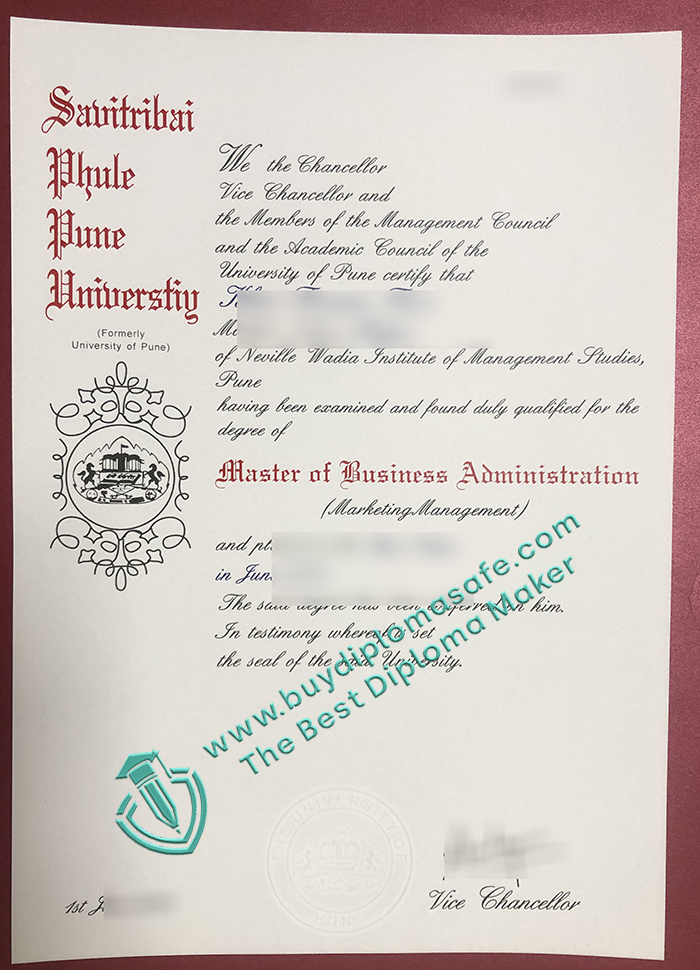 Savitribai
Phule
Pune
Universtiy
(Formerly
University of Pune)
We the Chancellor
Vice Chancellor and
the Members of the Management Council
and the Academic Council of the
University of Pune certify that
of Neville Wadia Institute of Management Studies,
Pune
having been examined and found duly qualified for the
degree of
Master of Business Administration
(Marketing Management)
and
in
The said degree has been conferred on him.
In testimony whereof is set
the seal of the said University.
www.buydiplomasafe.com
The Best Diploma Maker
THE UNIVERSITY OF
PUNE
1st
Vice Chancellor